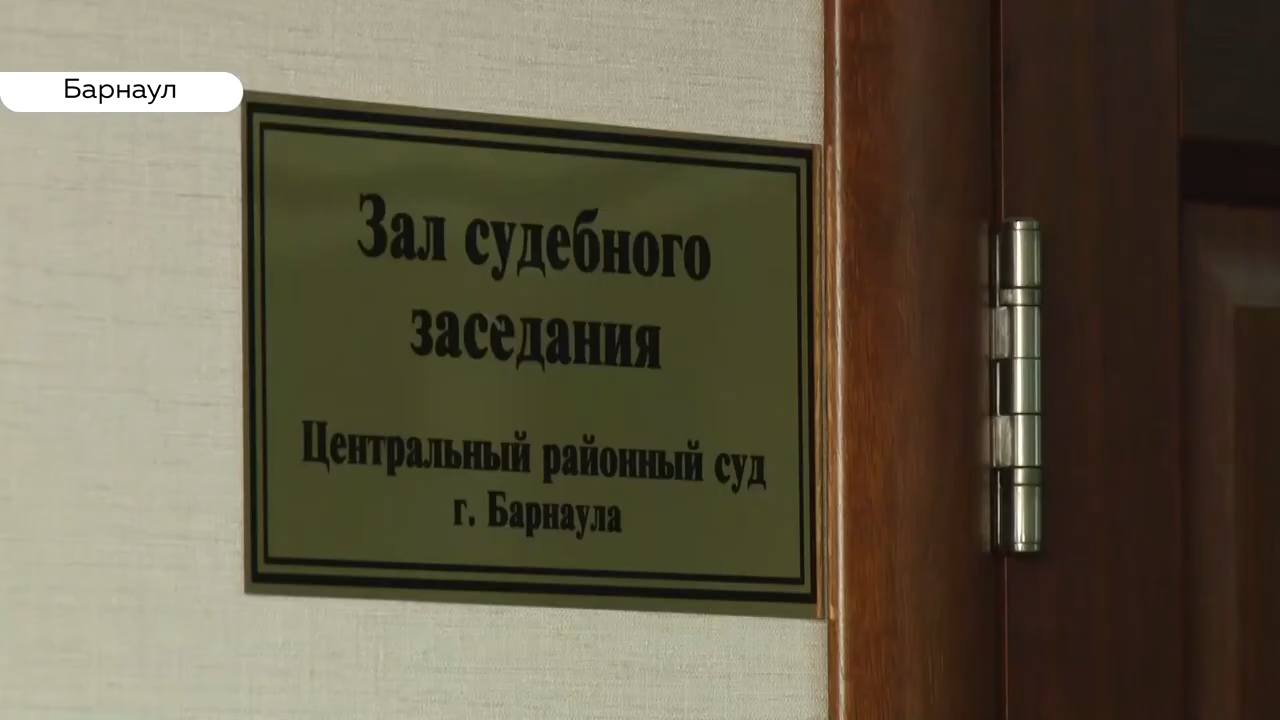 Барнаул
Зал судебного
заседания
Центральный районный суд
г. Барнаула